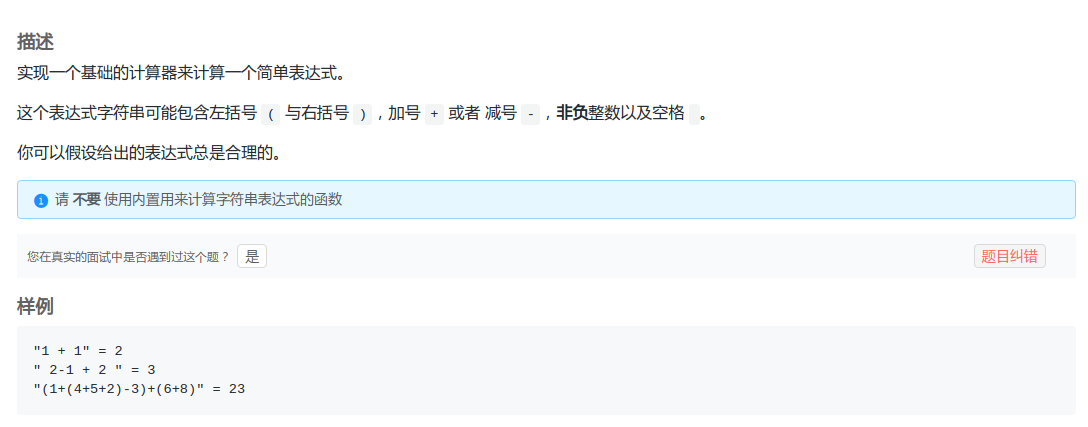 描述
实现一个基础的计算器来计算一个简单表达式。
这个表达式字符串可能包含左括号 ( 与右括号 ) ，加号 + 或者 减号 - ，非负整数以及空格 。
你可以假设给出的表达式总是合理的。
请 不要 使用内置用来计算字符串表达式的函数
您在真实的面试中是否遇到过这个题？ 是 题目纠错
样例
"1 + 1" = 2
" 2-1 + 2 " = 3
"(1+(4+5+2)-3)+(6+8)" = 23